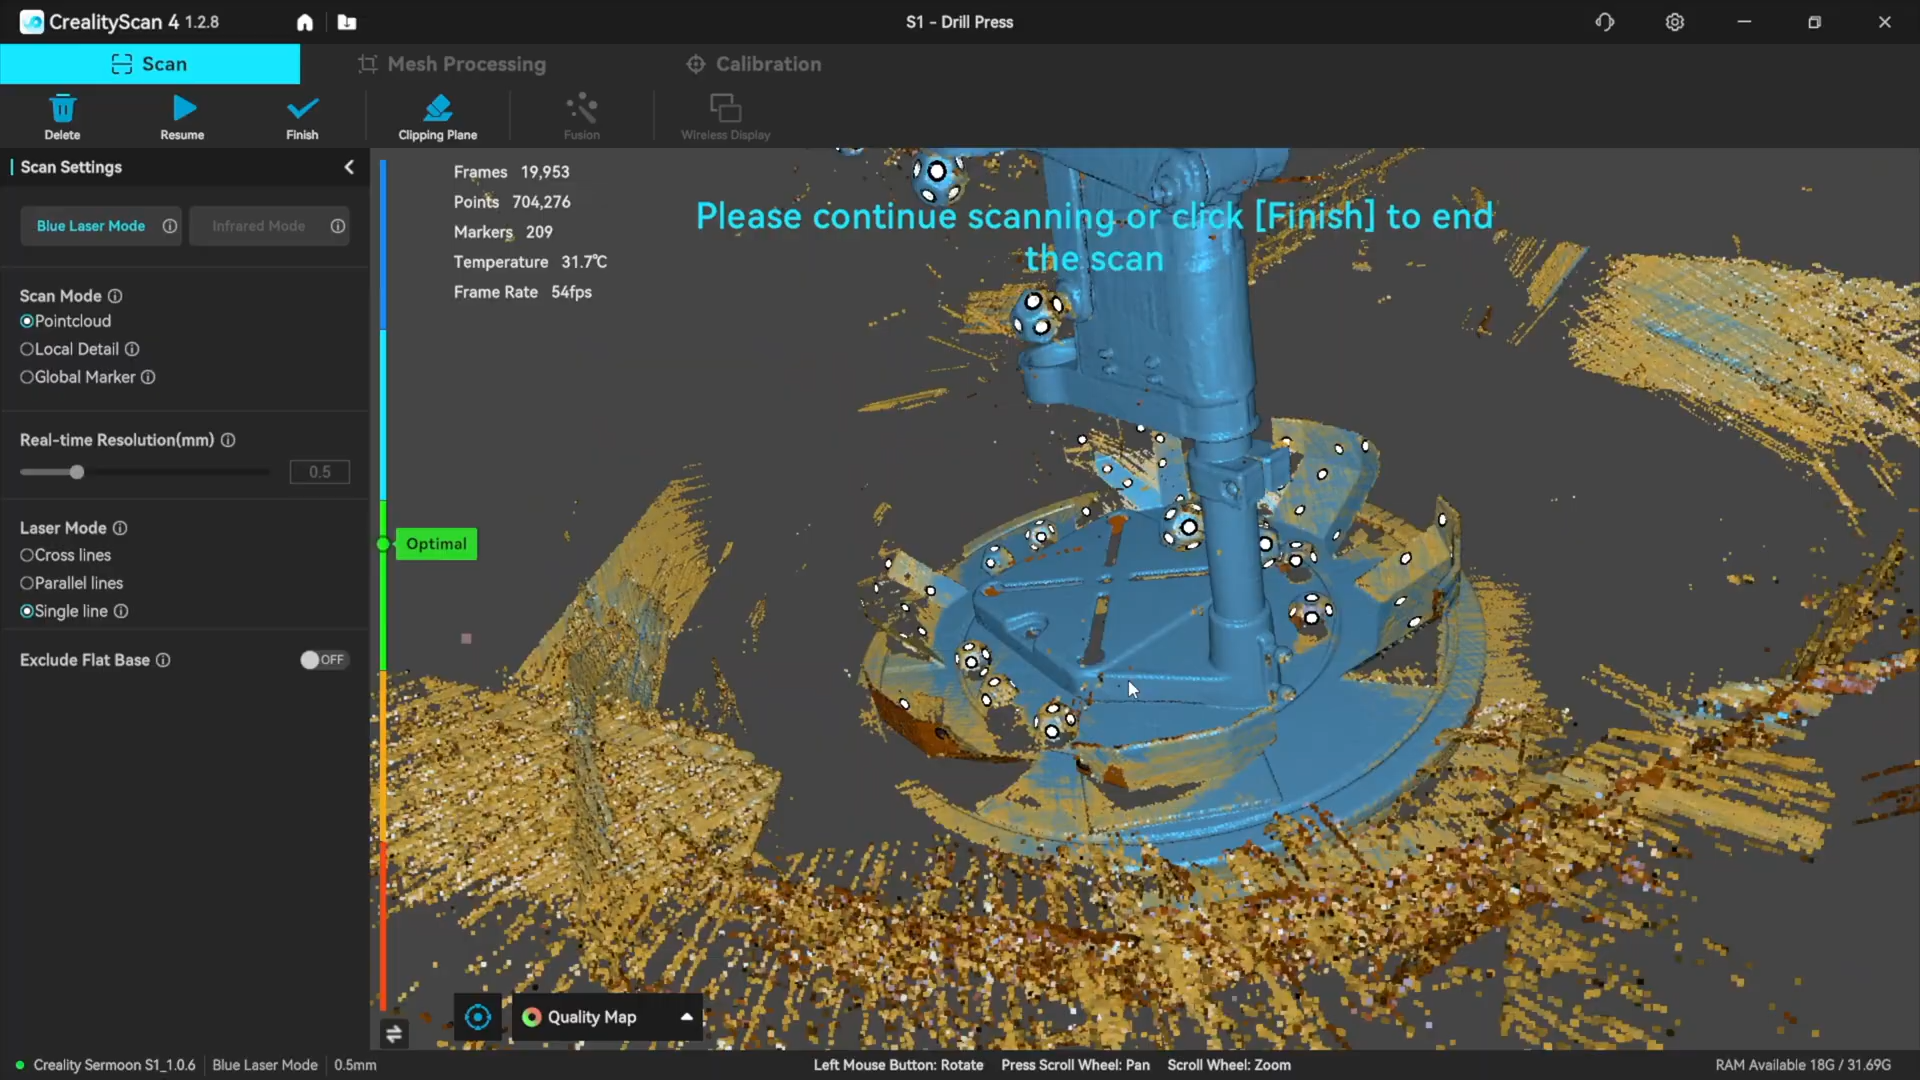 CrealityScan 4 1.2.8
S1 - Drill Press
Scan
Mesh Processing
Calibration
Delete
Resume
Finish
Clipping Plane
Fusion
Wireless Display
Scan Settings
Blue Laser Mode
Infrared Mode
Scan Mode
Pointcloud
Local Detail
Global Marker
Real-time Resolution(mm)
0.5
Laser Mode
Cross lines
Parallel lines
Single line
Exclude Flat Base
OFF
Frames 19,953
Points 704,276
Markers 209
Temperature 31.7℃
Frame Rate 54fps
Please continue scanning or click [Finish] to end
the scan
Optimal
Quality Map
Creality Sermoon S1_1.0.6
Blue Laser Mode
0.5mm
Left Mouse Button: Rotate Press Scroll Wheel: Pan Scroll Wheel: Zoom
RAM Available 18G / 31.69G